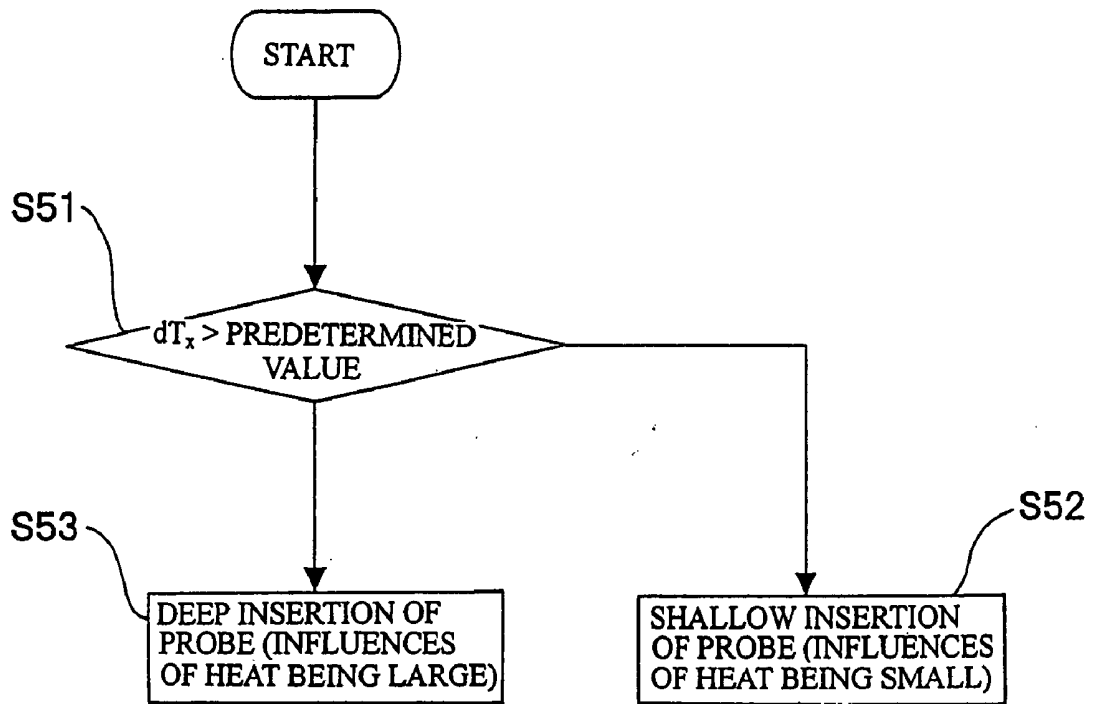 START
S51
dTₓ > PREDETERMINED
VALUE
S53
DEEP INSERTION OF
PROBE (INFLUENCES
OF HEAT BEING LARGE)
S52
SHALLOW INSERTION
OF PROBE (INFLUENCES
OF HEAT BEING SMALL)